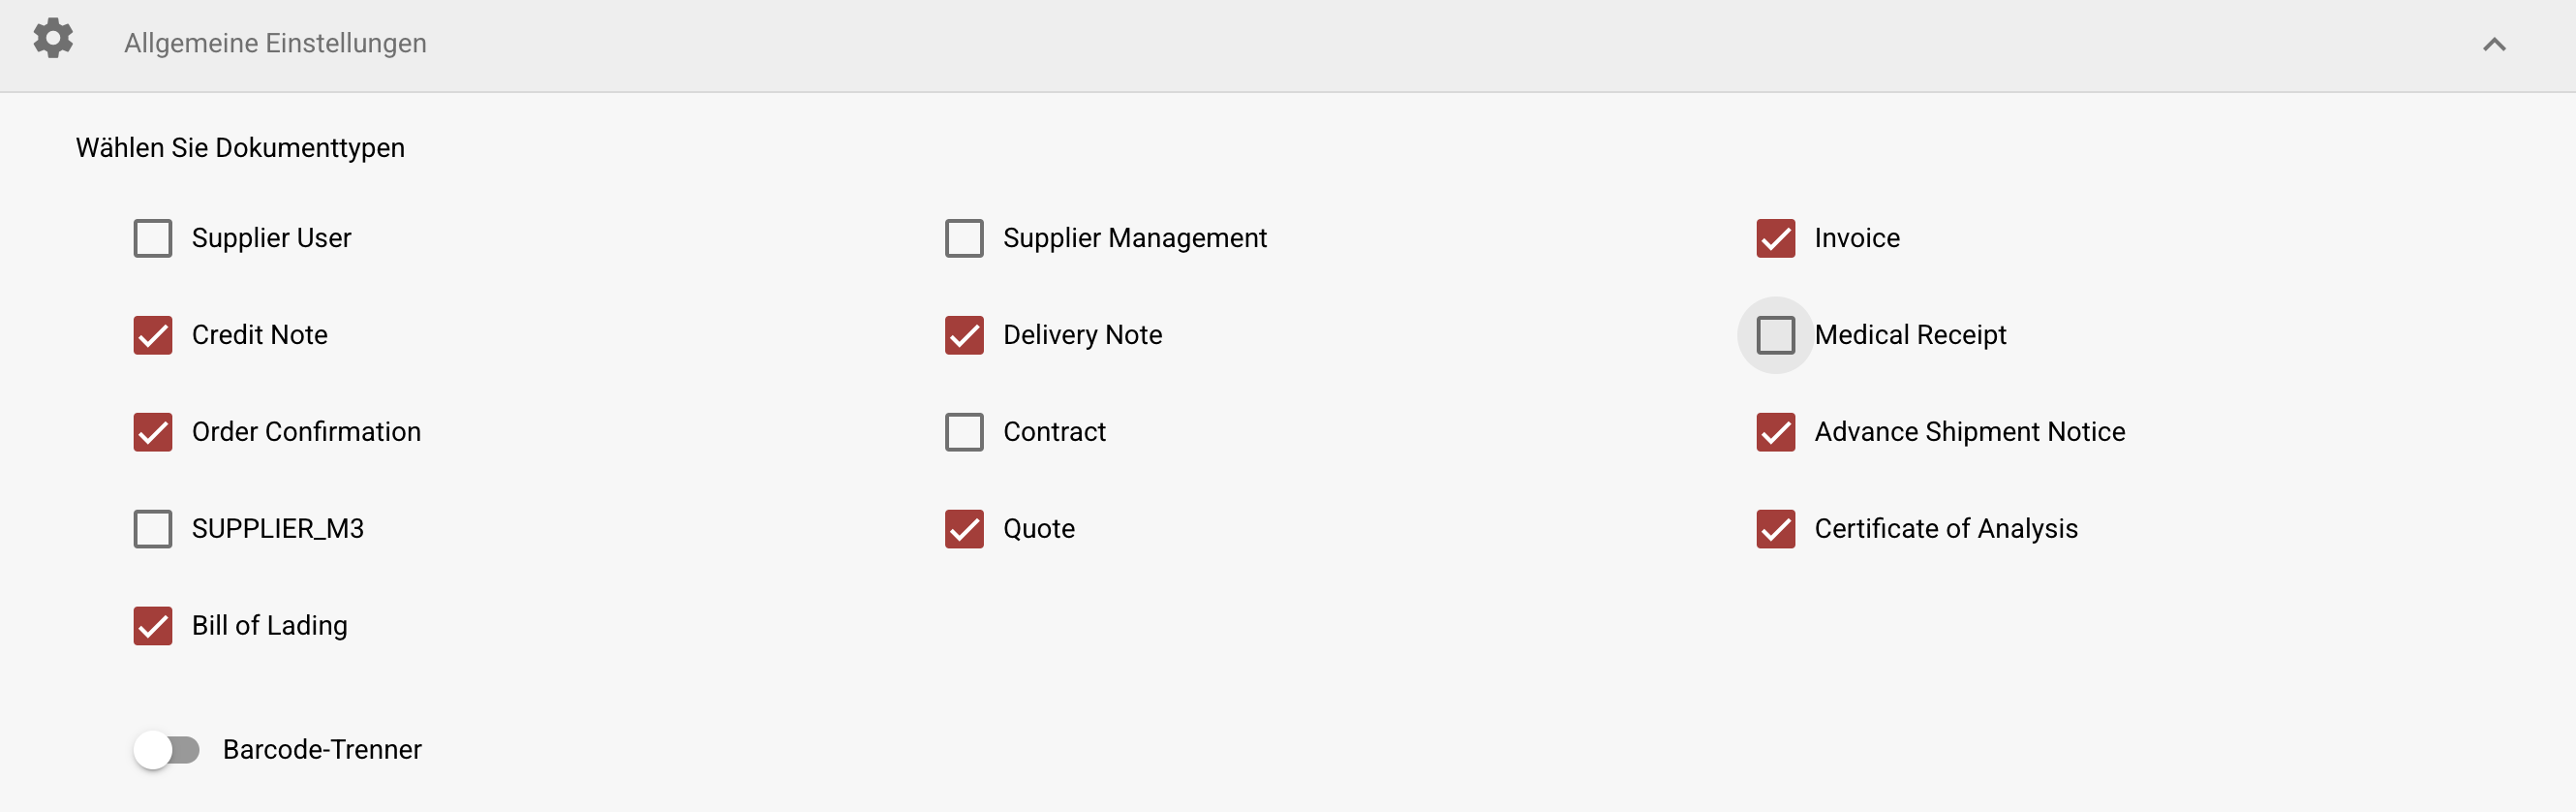 Allgemeine Einstellungen
Wählen Sie Dokumenttypen
Supplier User
Supplier Management
Invoice
Credit Note
Delivery Note
Medical Receipt
Order Confirmation
Contract
Advance Shipment Notice
SUPPLIER_M3
Quote
Certificate of Analysis
Bill of Lading
Barcode-Trenner